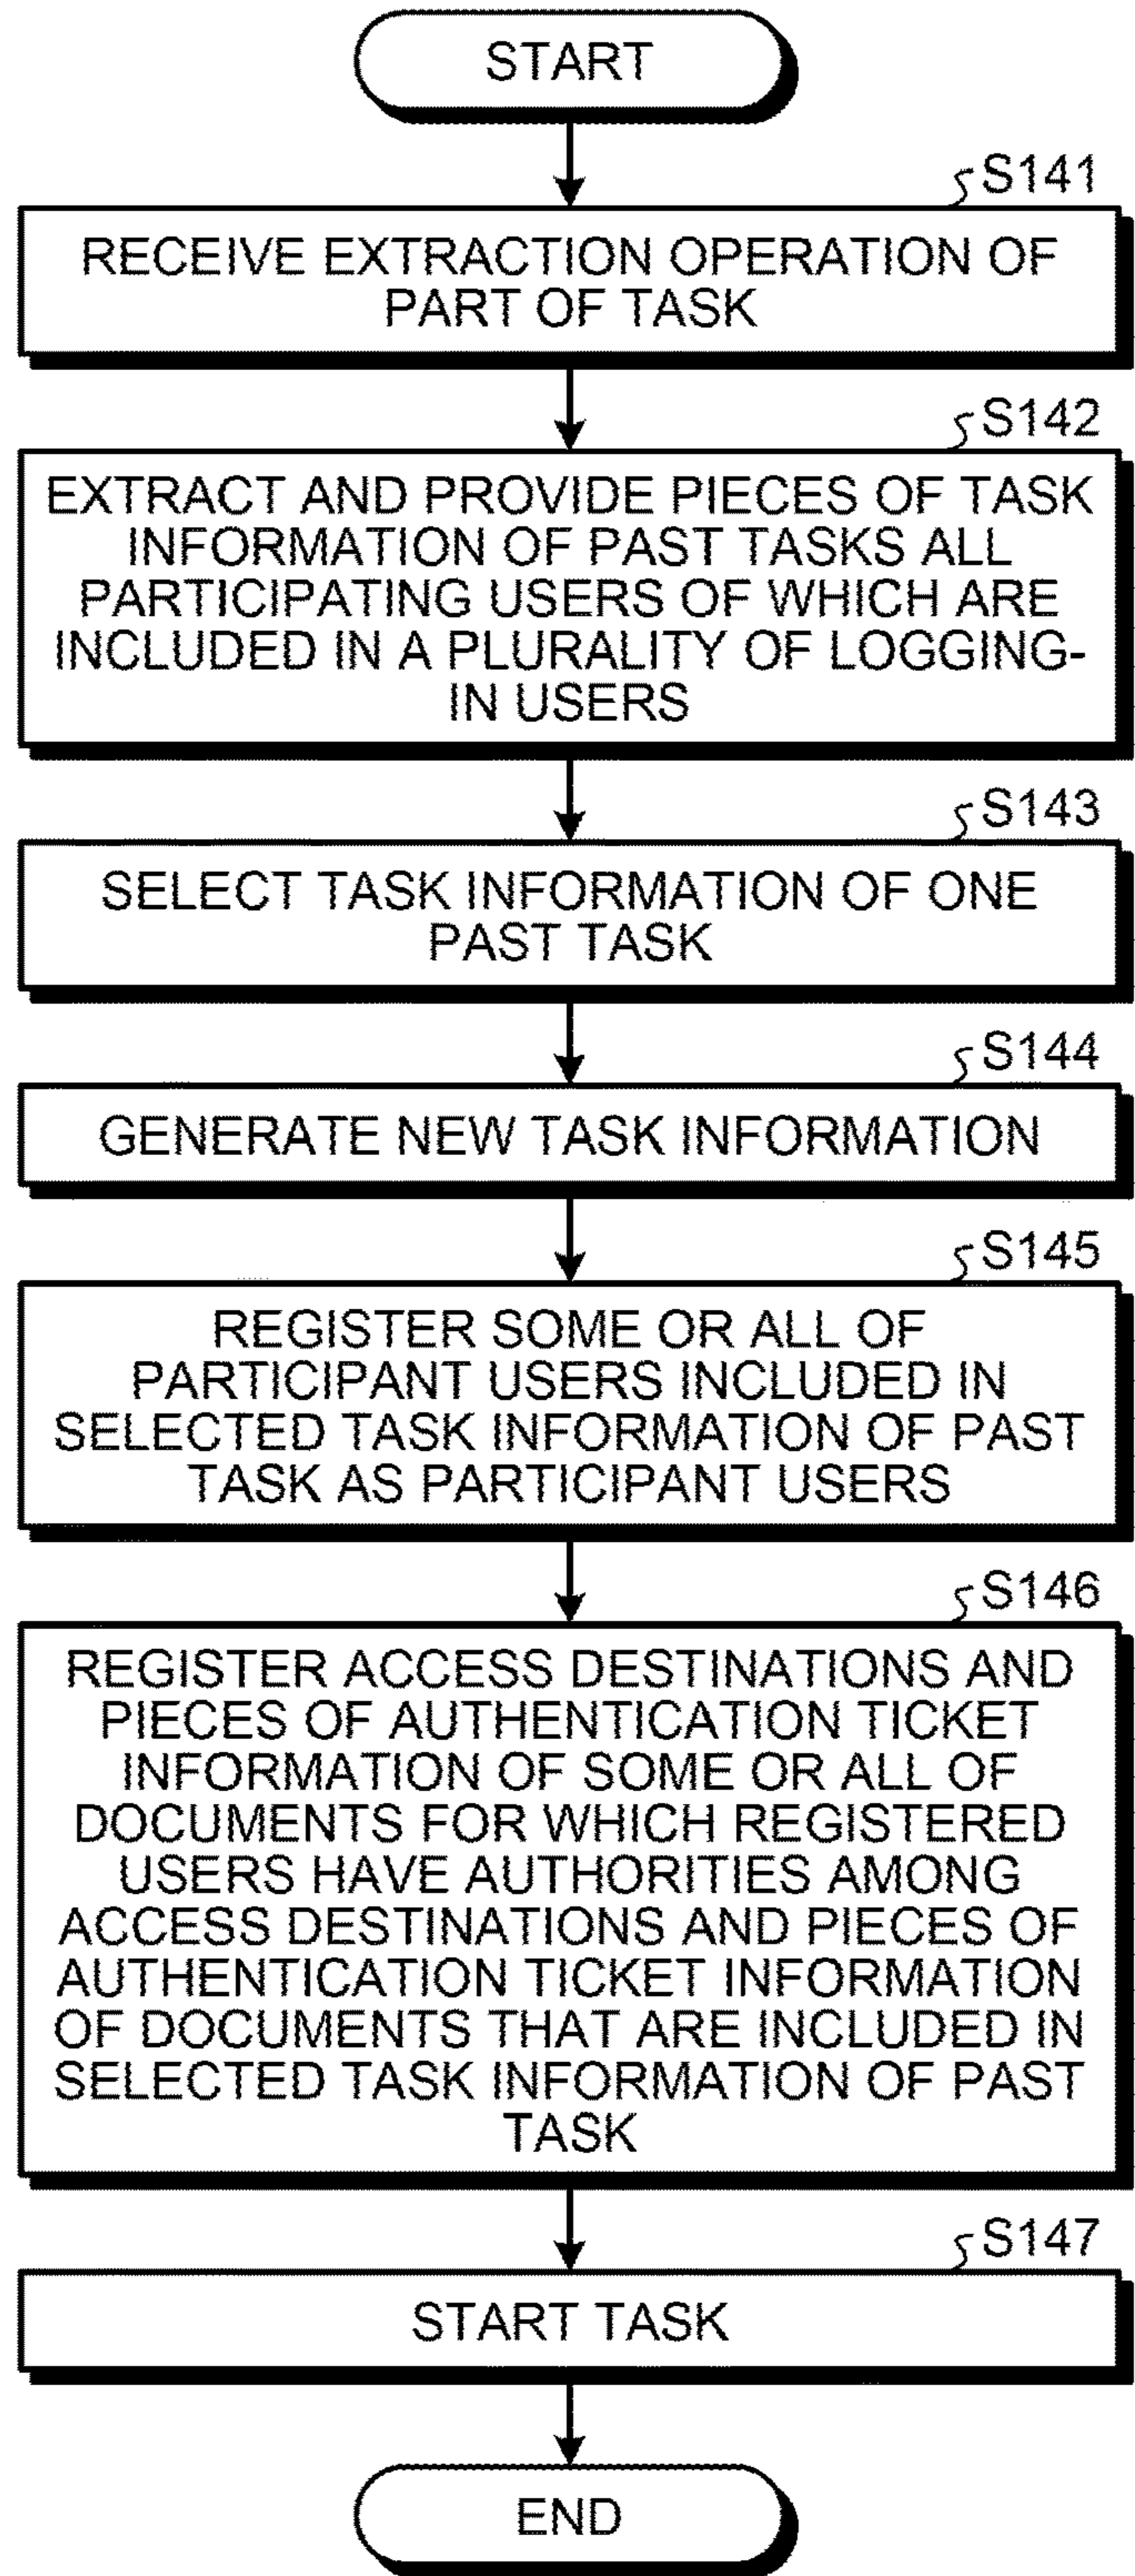 START
S141
RECEIVE EXTRACTION OPERATION OF
PART OF TASK
S142
EXTRACT AND PROVIDE PIECES OF TASK
INFORMATION OF PAST TASKS ALL
PARTICIPATING USERS OF WHICH ARE
INCLUDED IN A PLURALITY OF LOGGING-
IN USERS
S143
SELECT TASK INFORMATION OF ONE
PAST TASK
S144
GENERATE NEW TASK INFORMATION
S145
REGISTER SOME OR ALL OF
PARTICIPANT USERS INCLUDED IN
SELECTED TASK INFORMATION OF PAST
TASK AS PARTICIPANT USERS
S146
REGISTER ACCESS DESTINATIONS AND
PIECES OF AUTHENTICATION TICKET
INFORMATION OF SOME OR ALL OF
DOCUMENTS FOR WHICH REGISTERED
USERS HAVE AUTHORITIES AMONG
ACCESS DESTINATIONS AND PIECES OF
AUTHENTICATION TICKET INFORMATION
OF DOCUMENTS THAT ARE INCLUDED IN
SELECTED TASK INFORMATION OF PAST
TASK
S147
START TASK
END